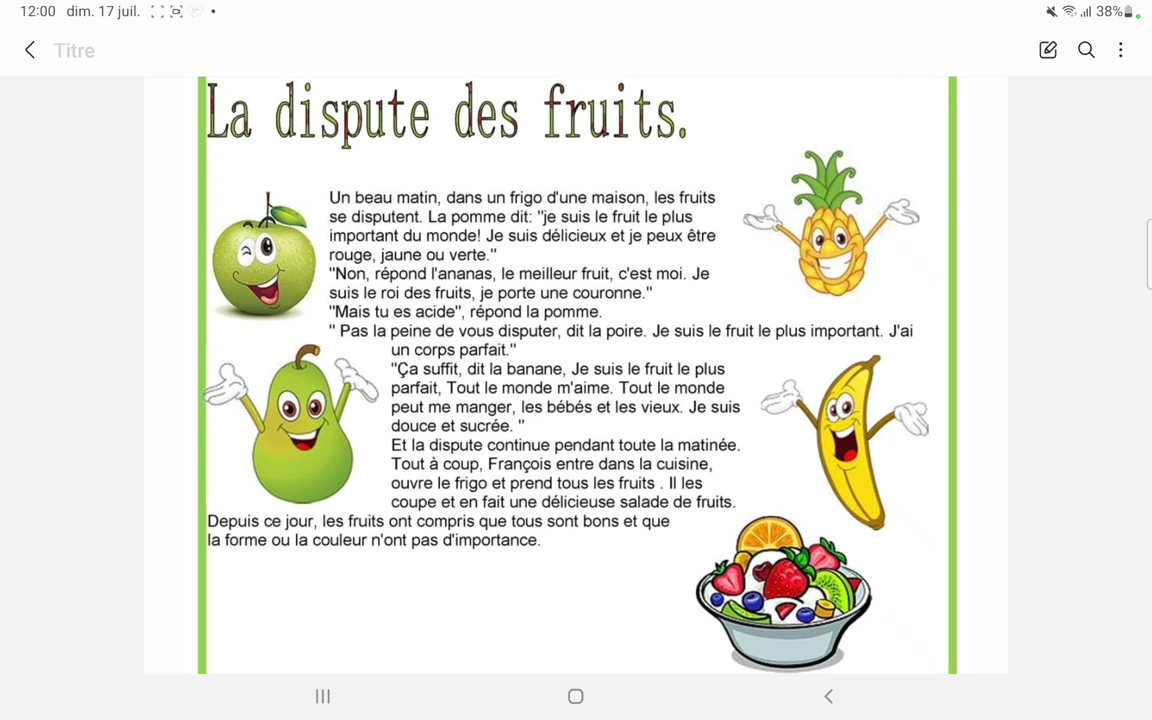 12:00 dim. 17 juil.
38%
Titre
La dispute des fruits.
Un beau matin, dans un frigo d'une maison, les fruits
se disputent. La pomme dit: "je suis le fruit le plus
important du monde! Je suis délicieux et je peux être
rouge, jaune ou verte."
"Non, répond l'ananas, le meilleur fruit, c'est moi. Je
suis le roi des fruits, je porte une couronne."
"Mais tu es acide", répond la pomme.
" Pas la peine de vous disputer, dit la poire. Je suis le fruit le plus important. J'ai
un corps parfait."
"Ça suffit, dit la banane, Je suis le fruit le plus
parfait, Tout le monde m'aime. Tout le monde
peut me manger, les bébés et les vieux. Je suis
douce et sucrée. "
Et la dispute continue pendant toute la matinée.
Tout à coup, François entre dans la cuisine,
ouvre le frigo et prend tous les fruits . Il les
coupe et en fait une délicieuse salade de fruits.
Depuis ce jour, les fruits ont compris que tous sont bons et que
la forme ou la couleur n'ont pas d'importance.